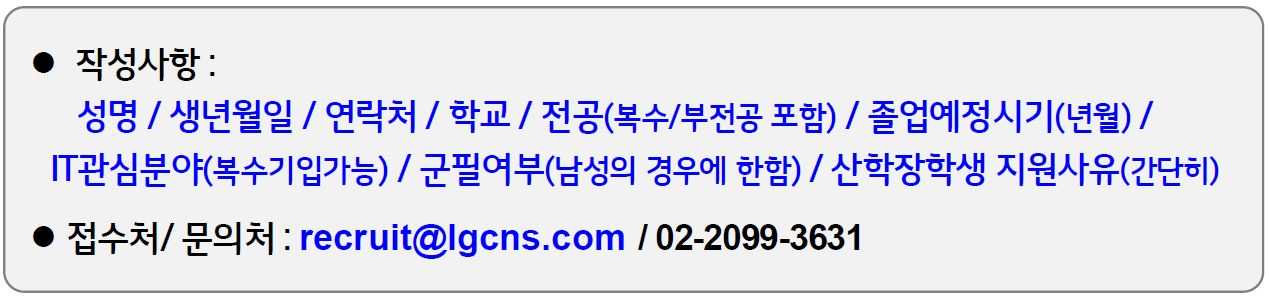 ● 작성사항 :
성명 / 생년월일 / 연락처 / 학교 / 전공(복수/부전공 포함) / 졸업예정시기(년월) /
IT관심분야(복수기입가능) / 군필여부(남성의 경우에 한함) / 산학장학생 지원사유(간단히)
● 접수처/ 문의처 : recruit@lgcns.com / 02-2099-3631